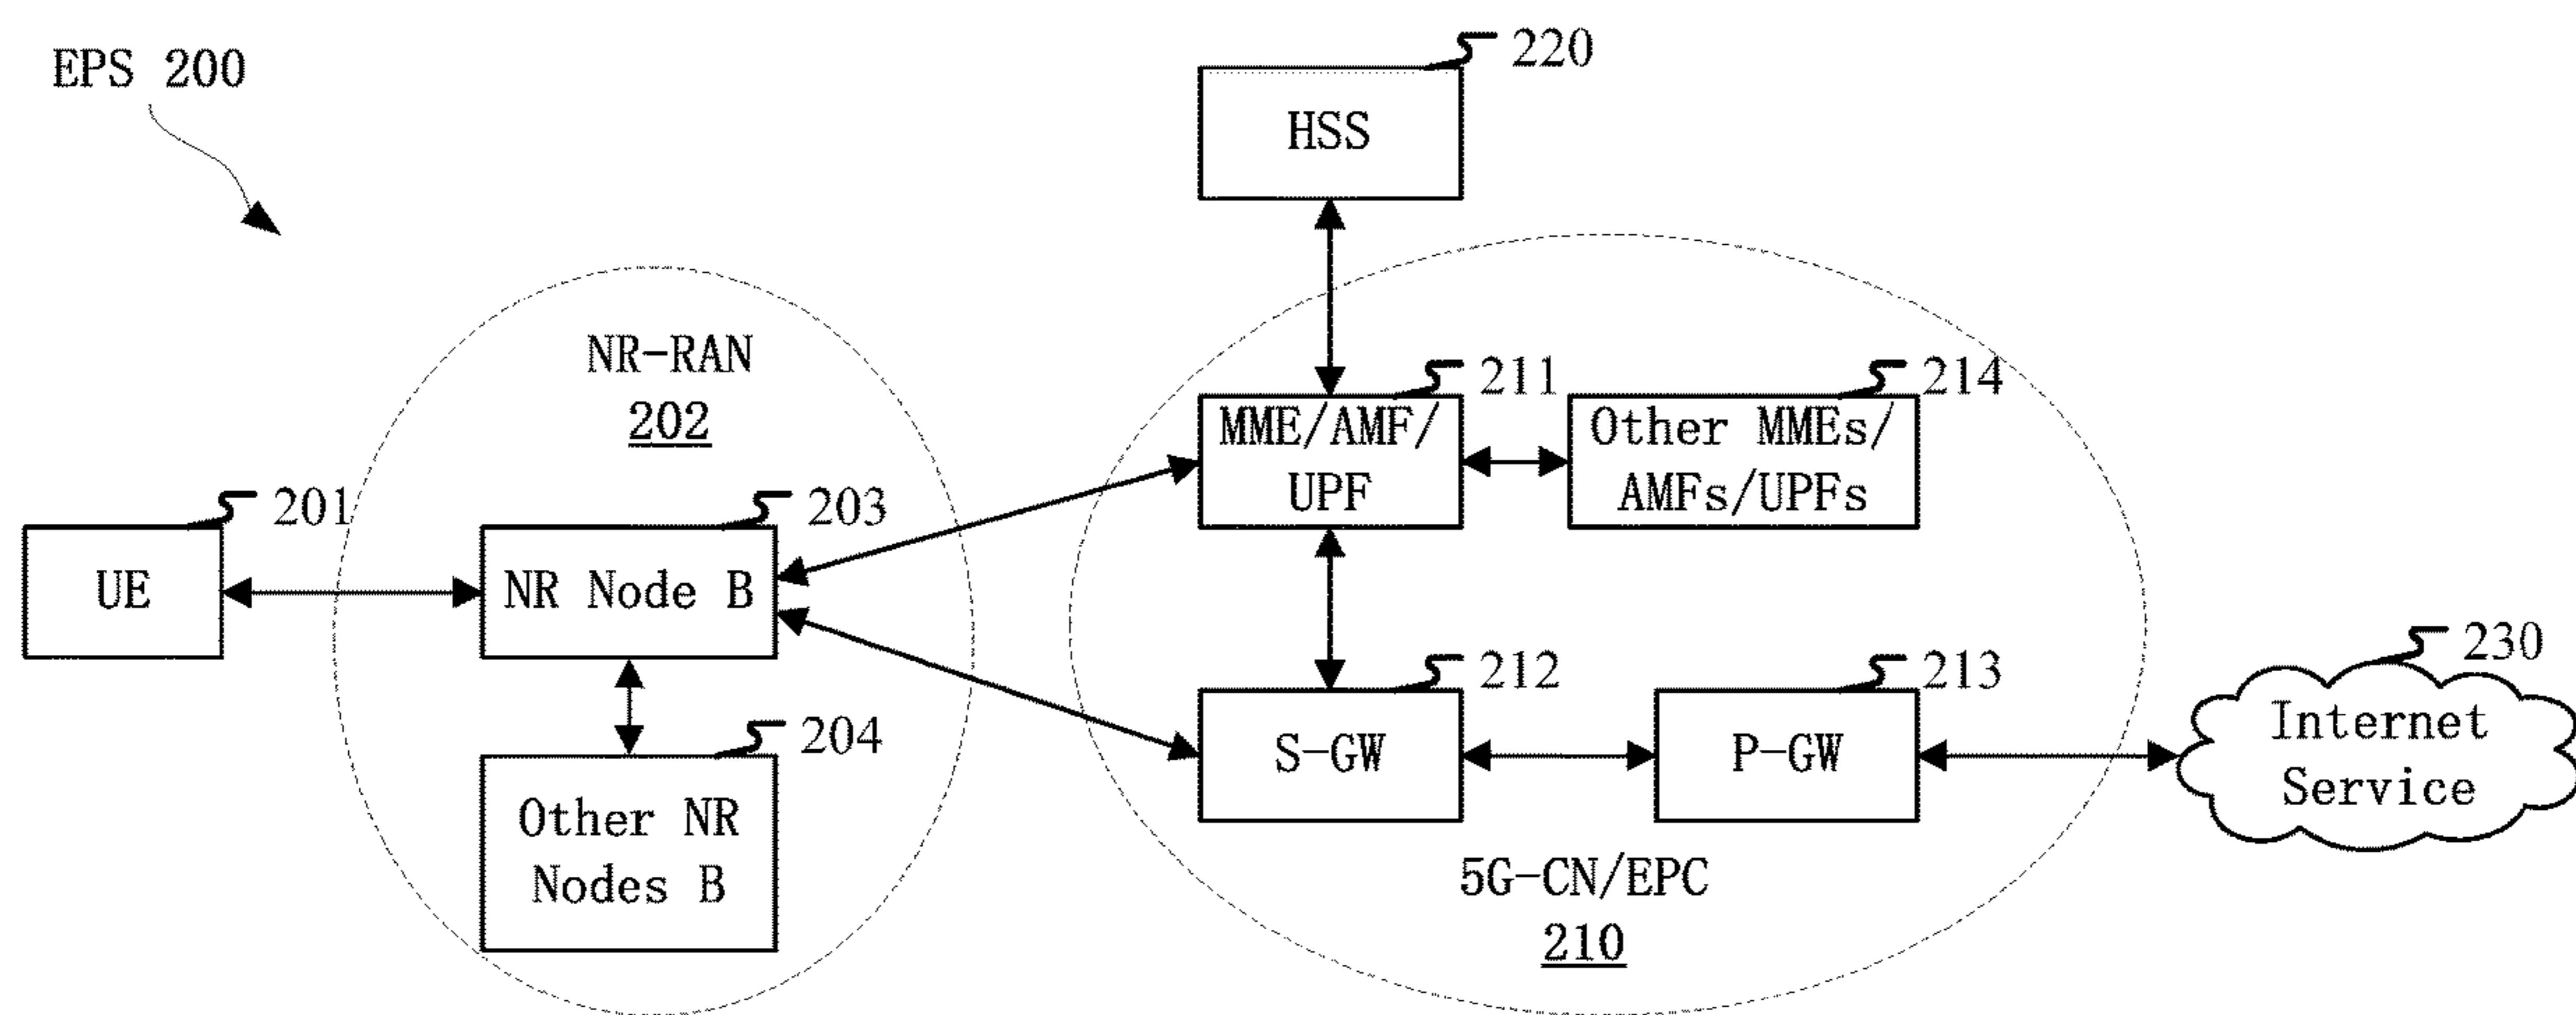 EPS 200
220
HSS
NR-RAN
202
211
214
MME/AMF/
UPF
Other MMEs/
AMFs/UPFs
201
203
UE
NR Node B
212
213
230
204
S-GW
P-GW
Internet
Service
Other NR
Nodes B
5G-CN/EPC
210